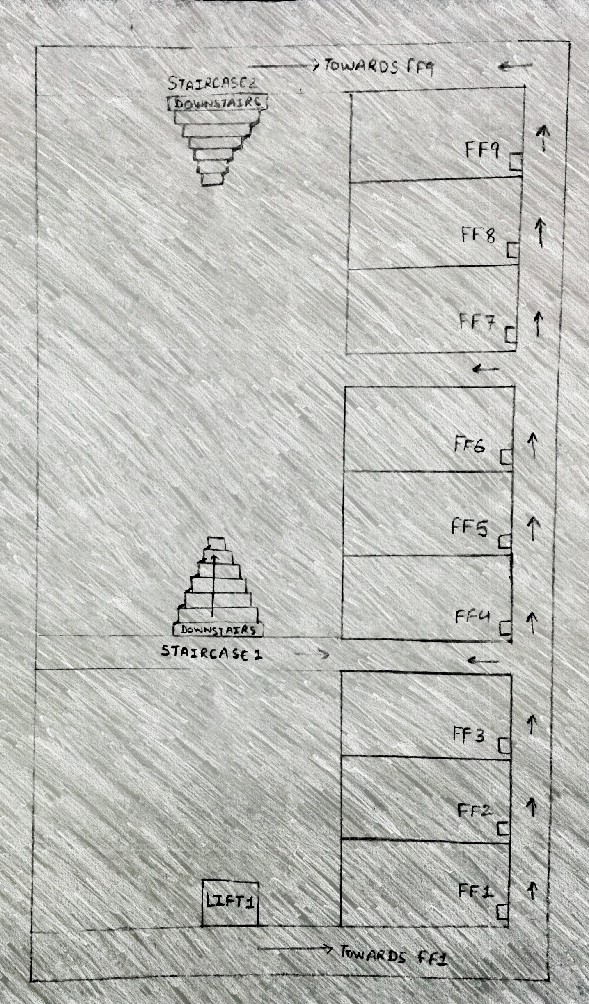 TOWARDS FF9
STAIRCASE2
DOWNSTAIRS
FF9
FF8
FF7
FF6
FF5
FF4
DOWNSTAIRS
STAIRCASE 1
FF3
FF2
FF1
LIFT1
TOWARDS FF1